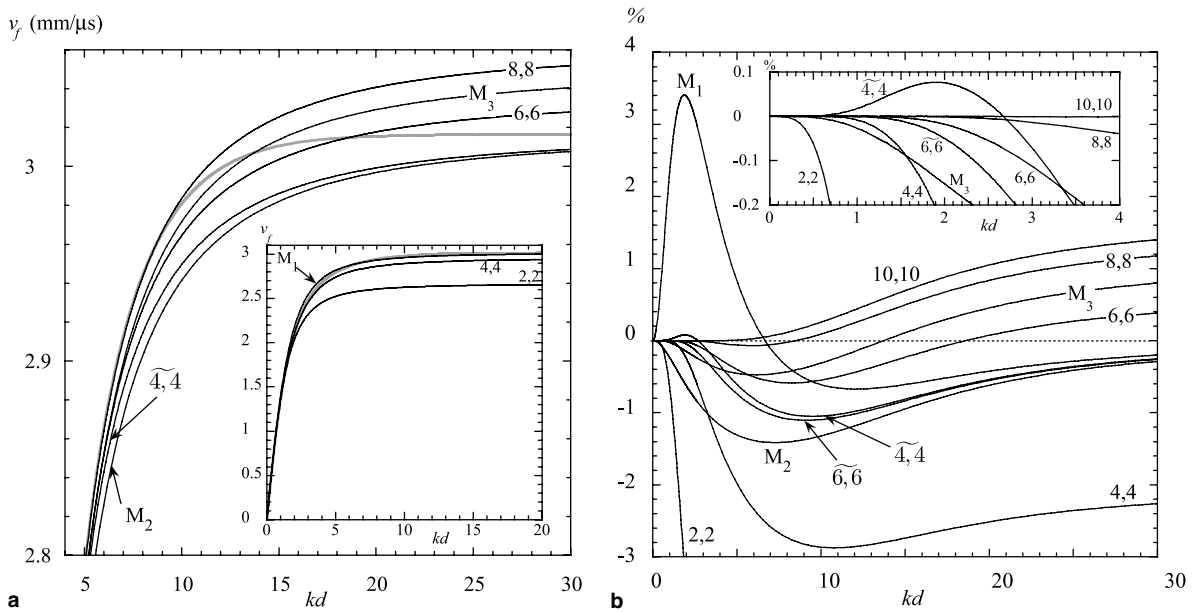 v_f (mm/μs)
3
2.9
2.8
5 10 15 20 25 30
kd
8,8
M_3
6,6
4,4
M_2
v_f
3
2.5
2
1.5
1
0.5
0
0 5 10 15 20
kd
M_1
4,4
2,2
a
%
4
3
2
1
0
-1
-2
-3
0 10 20 30
kd
M_1
10,10
8,8
M_3
6,6
4,4
6,6
M_2
4,4
2,2
%
0.1
0
-0.1
-0.2
0 1 2 3 4
kd
4,4
10,10
8,8
6,6
6,6
M_3
4,4
2,2
b